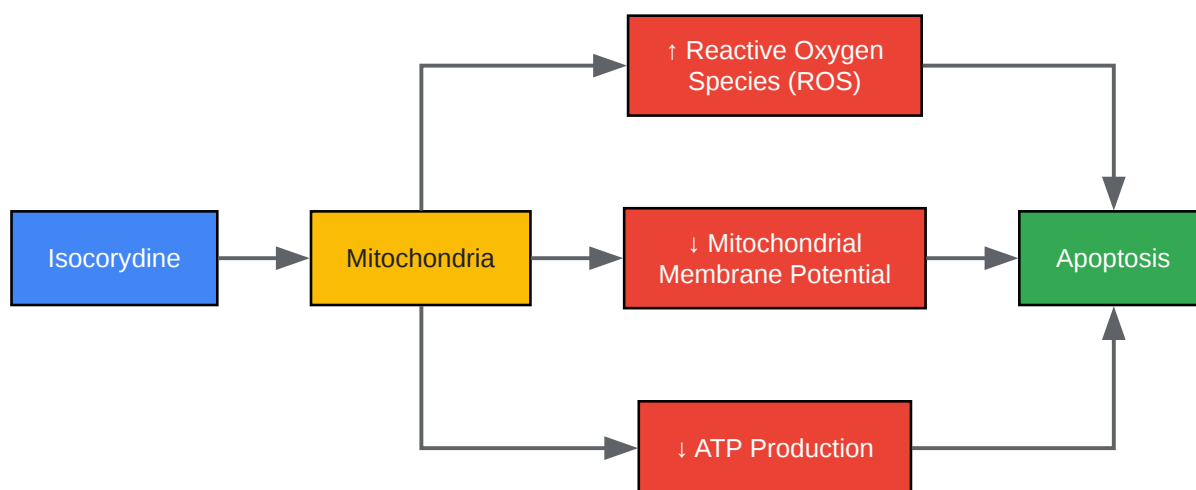 ↑ Reactive Oxygen
Species (ROS)
Isocorydine
Mitochondria
↓ Mitochondrial
Membrane Potential
Apoptosis
↓ ATP Production